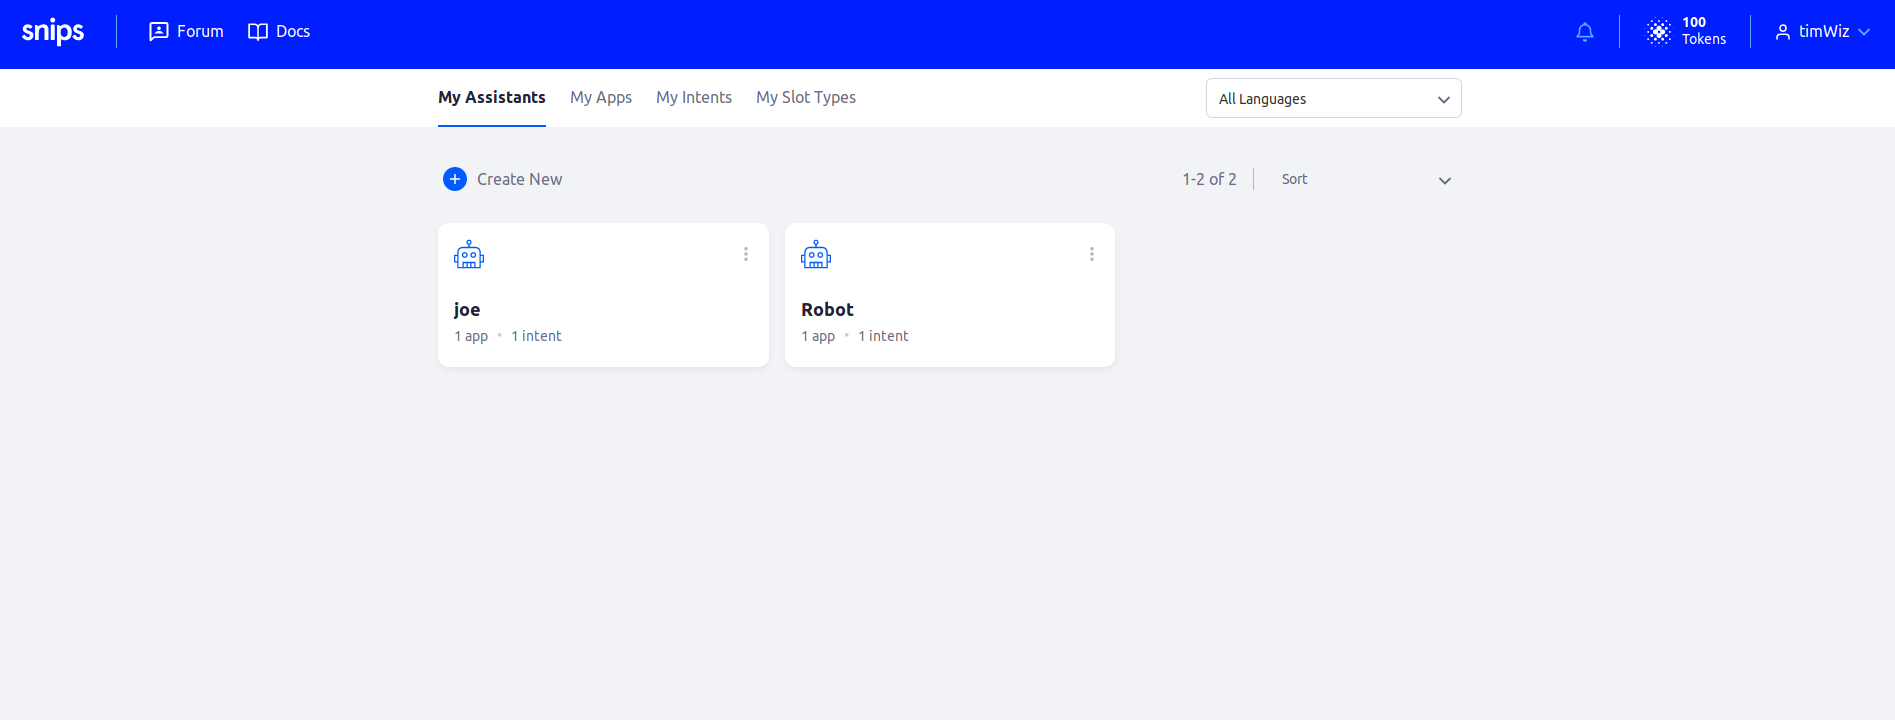 snips
Forum
Docs
100
Tokens
timWiz
My Assistants
My Apps
My Intents
My Slot Types
All Languages
Create New
1-2 of 2
Sort
joe
1 app • 1 intent
Robot
1 app • 1 intent